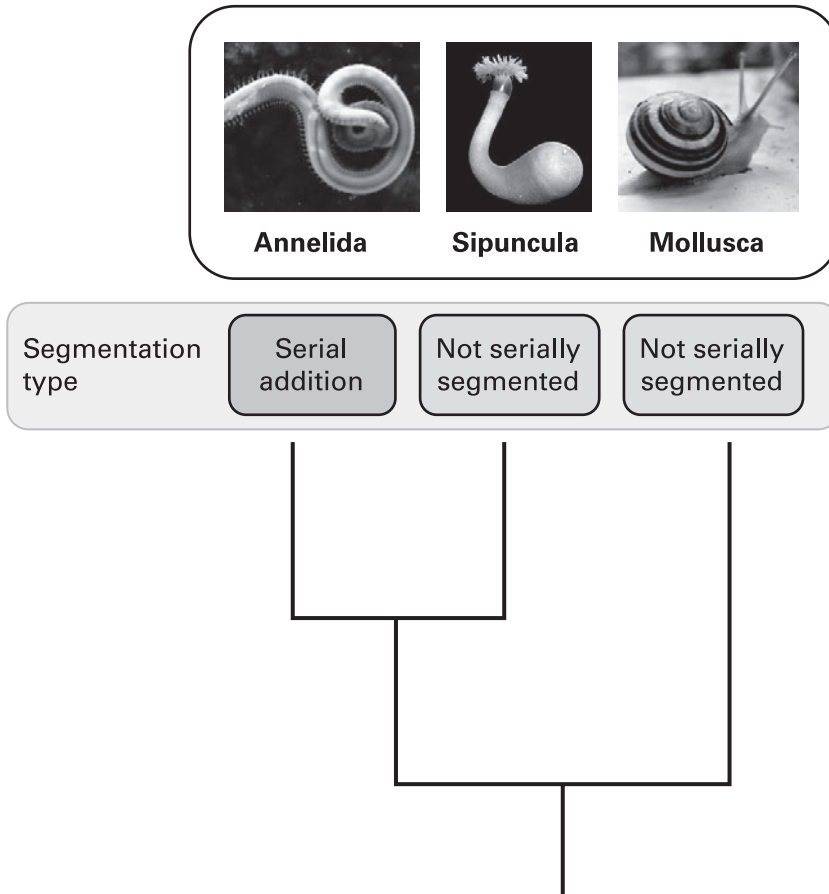 Annelida Sipuncula Mollusca
Segmentation type
Serial addition
Not serially segmented
Not serially segmented